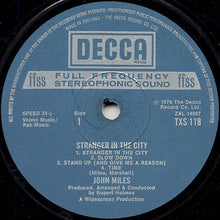 MADE IN ENGLAND · THE DECCA RECORD CO. LTD.
DECCA
ffss
ffss
FULL FREQUENCY
STEREOPHONIC SOUND
SPEED 33⅓
Side
1
℗ 1976 The Decca
Record Co. Ltd.
Velvet Music/
Rak Music
ZAL 14087
TXS 118
STRANGER IN THE CITY
1. STRANGER IN THE CITY
2. SLOW DOWN
3. STAND UP (AND GIVE ME A REASON)
4. TIME
(Miles, Marshall)
JOHN MILES
Produced, Arranged & Conducted
by Rupert Holmes
A Widescreen Production